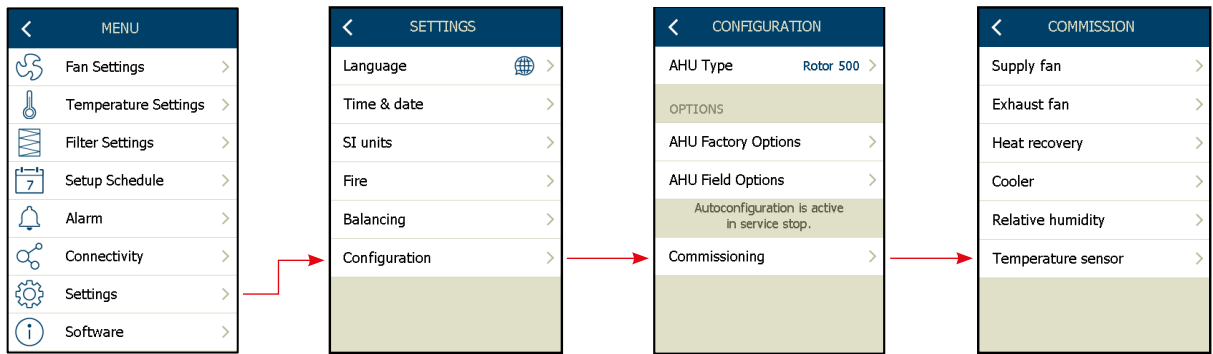 MENU
Fan Settings
Temperature Settings
Filter Settings
7
Setup Schedule
Alarm
Connectivity
Settings
Software
SETTINGS
Language
Time & date
SI units
Fire
Balancing
Configuration
CONFIGURATION
AHU Type Rotor 500
OPTIONS
AHU Factory Options
AHU Field Options
Autoconfiguration is active
in service stop.
Commissioning
COMMISSION
Supply fan
Exhaust fan
Heat recovery
Cooler
Relative humidity
Temperature sensor